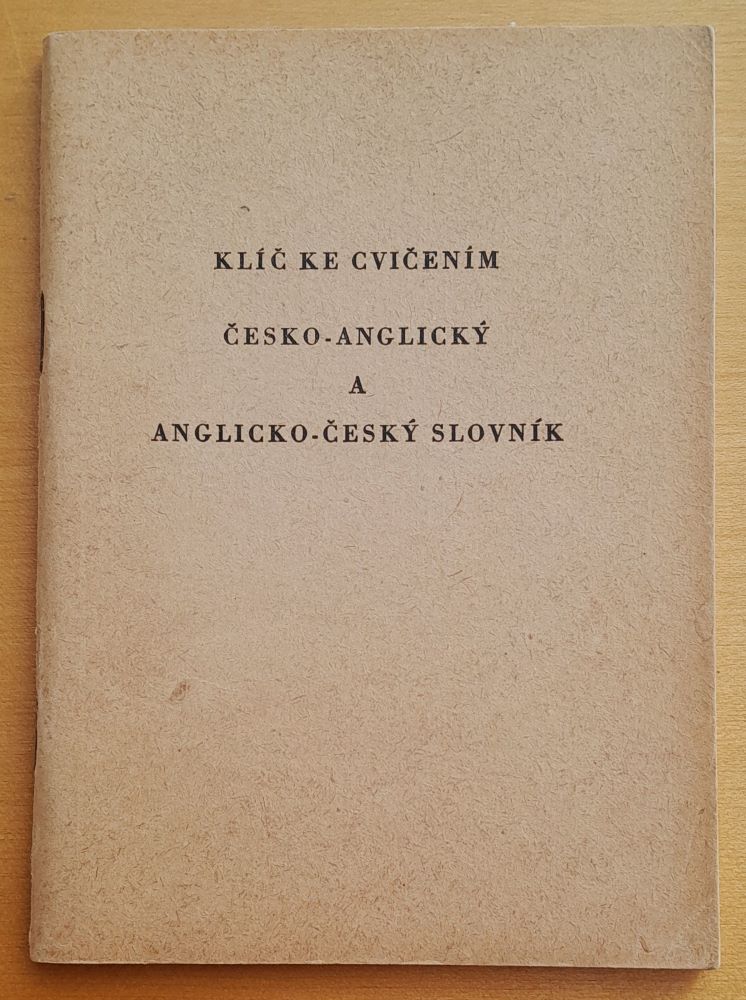 KLÍČ KE CVIČENÍM
ČESKO-ANGLICKÝ
A
ANGLICKO-ČESKÝ SLOVNÍK